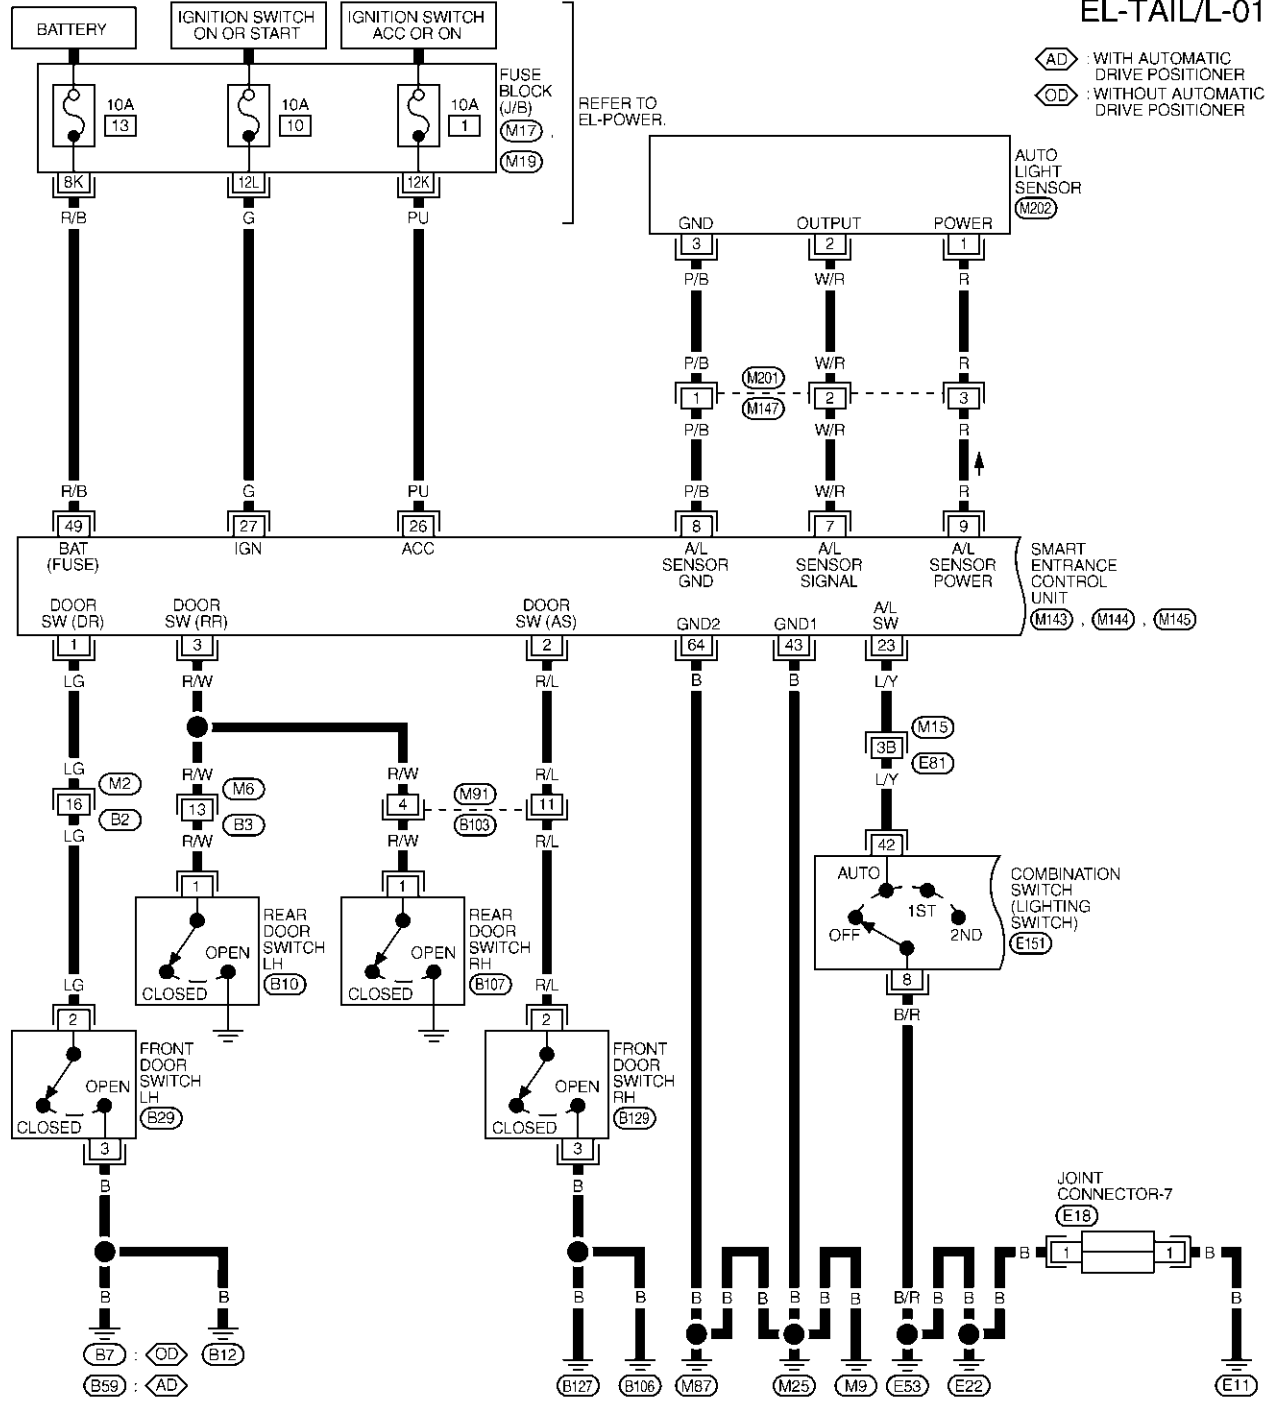 EL-TAIL/L-01
BATTERY
IGNITION SWITCH
ON OR START
IGNITION SWITCH
ACC OR ON
AD : WITH AUTOMATIC
DRIVE POSITIONER
OD : WITHOUT AUTOMATIC
DRIVE POSITIONER
10A
13
10A
10
10A
1
FUSE
BLOCK
(J/B)
M17 ,
M19
REFER TO
EL-POWER.
8K
12L
12K
R/B
G
PU
AUTO
LIGHT
SENSOR
M202
GND
OUTPUT
POWER
3
2
1
P/B
W/R
R
P/B
W/R
R
1
M201
M147
2
3
P/B
W/R
R
R/B
G
PU
P/B
W/R
R
49
27
26
8
7
9
BAT
(FUSE)
IGN
ACC
A/L
SENSOR
GND
A/L
SENSOR
SIGNAL
A/L
SENSOR
POWER
SMART
ENTRANCE
CONTROL
UNIT
M143 , M144 , M145
DOOR
SW (DR)
DOOR
SW (RR)
DOOR
SW (AS)
GND2
GND1
A/L
SW
1
3
2
64
43
23
LG
R/W
R/L
B
B
L/Y
M15
3B
E81
L/Y
LG
R/W
R/W
R/L
16
M2
B2
13
M6
B3
4
M91
B103
11
LG
R/W
R/W
R/L
42
1
1
AUTO
1ST
OFF
2ND
COMBINATION
SWITCH
(LIGHTING
SWITCH)
E151
8
B/R
OPEN
CLOSED
REAR
DOOR
SWITCH
LH
B10
OPEN
CLOSED
REAR
DOOR
SWITCH
RH
B107
LG
R/L
2
2
OPEN
CLOSED
FRONT
DOOR
SWITCH
LH
B29
OPEN
CLOSED
FRONT
DOOR
SWITCH
RH
B129
3
3
B
B
JOINT
CONNECTOR-7
E18
B
1
1
B
B
B
B
B
B
B
B
B
B
B
B/R
B
B
B
B
B7 : OD
B12
B59 : AD
B127
B106
M87
M25
M9
E53
E22
E11